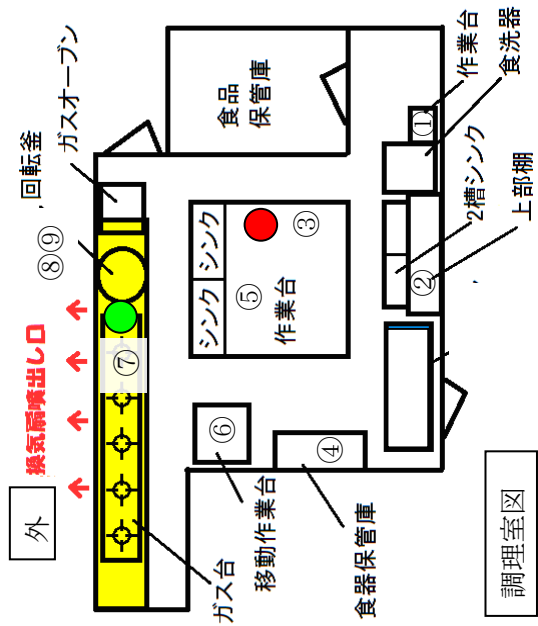 外
換気扇噴出し口
⑧⑨
回転釜
ガスオーブン
⑦
ガス台
移動作業台
⑥
食器保管庫
④
シンク
シンク
⑤
作業台
③
食品
保管庫
①
②
作業台
食洗器
2槽シンク
上部棚
調理室図